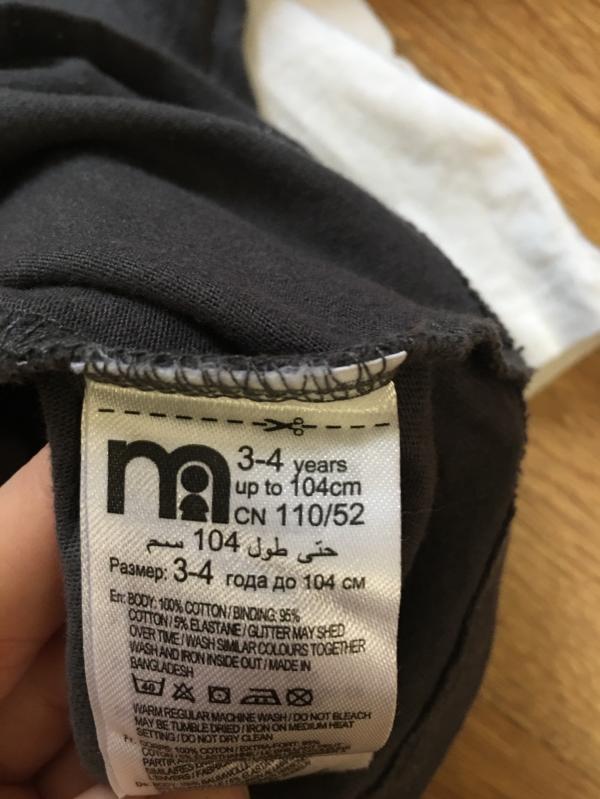 m
3-4 years
up to 104cm
CN 110/52
حتى طول 104 سم
Размер: 3-4 года до 104 см
En: BODY: 100% COTTON / BINDING: 95%
COTTON / 5% ELASTANE / GLITTER MAY SHED
OVER TIME / WASH SIMILAR COLOURS TOGETHER
WASH AND IRON INSIDE OUT / MADE IN
BANGLADESH
40
WARM REGULAR MACHINE WASH / DO NOT BLEACH
MAY BE TUMBLE DRIED / IRON ON MEDIUM HEAT
SETTING / DO NOT DRY CLEAN
CORPS: 100% COTON